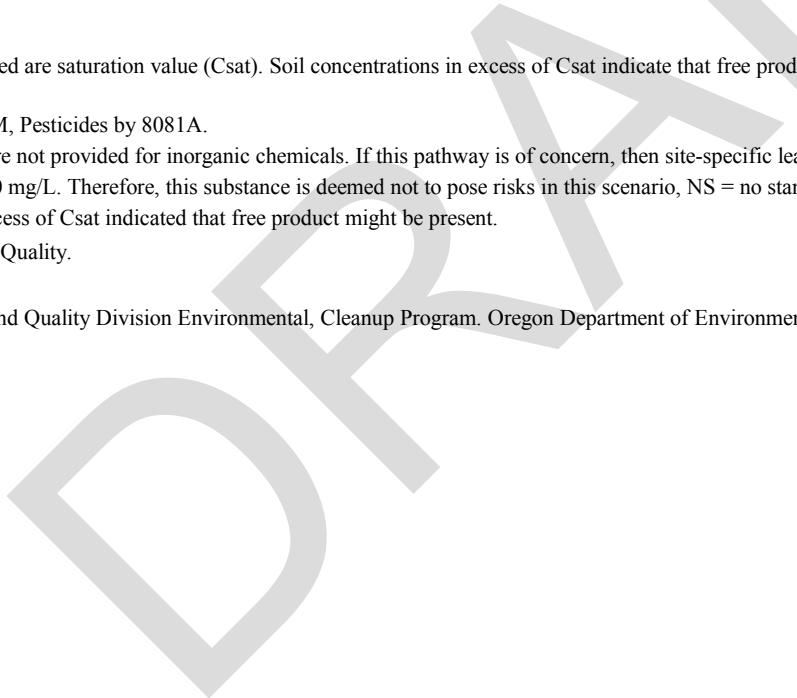 ed are saturation value (Csat). Soil concentrations in excess of Csat indicate that free prod
M, Pesticides by 8081A.
re not provided for inorganic chemicals. If this pathway is of concern, then site-specific lea
0 mg/L. Therefore, this substance is deemed not to pose risks in this scenario, NS = no stan
cess of Csat indicated that free product might be present.
Quality.
nd Quality Division Environmental, Cleanup Program. Oregon Department of Environmen
DRA